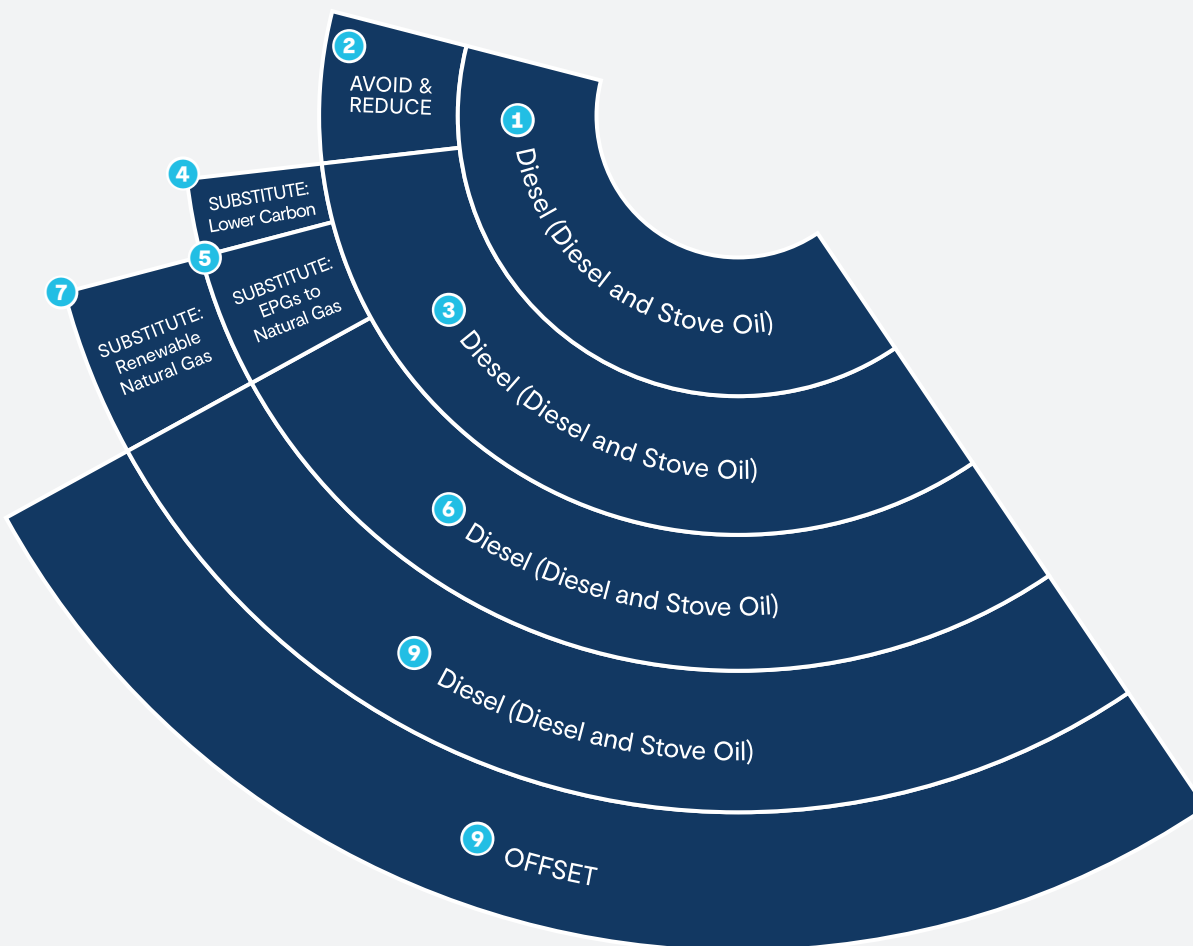 2
AVOID &
REDUCE
1
Diesel (Diesel and Stove Oil)
4
SUBSTITUTE:
Lower Carbon
5
SUBSTITUTE:
EPGs to
Natural Gas
7
SUBSTITUTE:
Renewable
Natural Gas
3
Diesel (Diesel and Stove Oil)
6
Diesel (Diesel and Stove Oil)
9
Diesel (Diesel and Stove Oil)
9
OFFSET